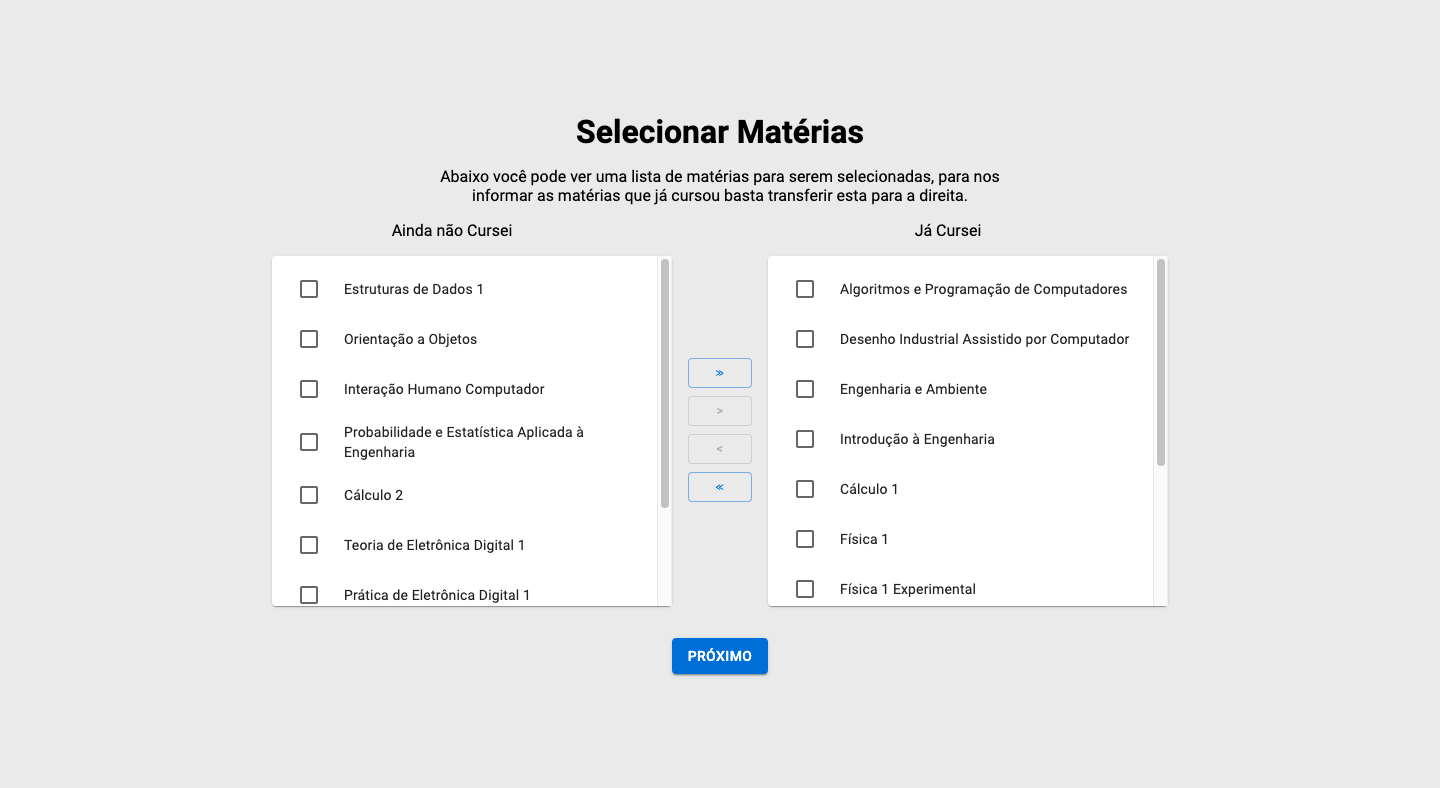 Selecionar Matérias
Abaixo você pode ver uma lista de matérias para serem selecionadas, para nos
informar as matérias que já cursou basta transferir esta para a direita.
Ainda não Cursei
Estruturas de Dados 1
Orientação a Objetos
Interação Humano Computador
Probabilidade e Estatística Aplicada à
Engenharia
Cálculo 2
Teoria de Eletrônica Digital 1
Prática de Eletrônica Digital 1
≫
>
<
≪
Já Cursei
Algoritmos e Programação de Computadores
Desenho Industrial Assistido por Computador
Engenharia e Ambiente
Introdução à Engenharia
Cálculo 1
Física 1
Física 1 Experimental
PRÓXIMO